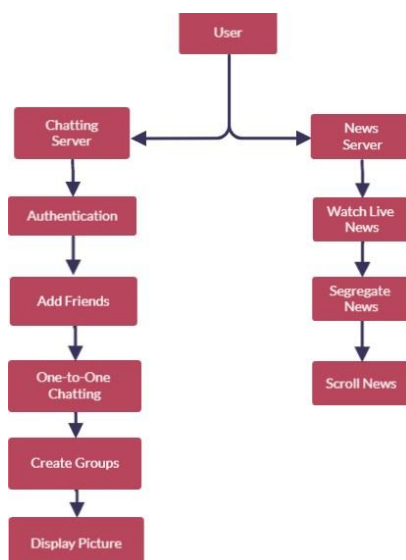 User
Chatting
Server
Authentication
Add Friends
One-to-One
Chatting
Create Groups
Display Picture
News
Server
Watch Live
News
Segregate
News
Scroll News